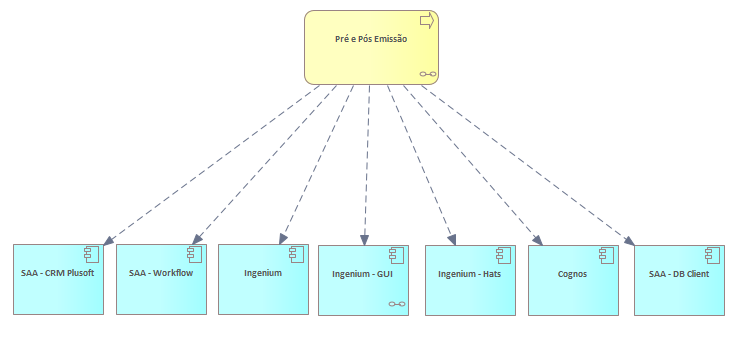 Pré e Pós Emissão
SAA - CRM Plusoft
SAA - Workflow
Ingenium
Ingenium - GUI
Ingenium - Hats
Cognos
SAA - DB Client